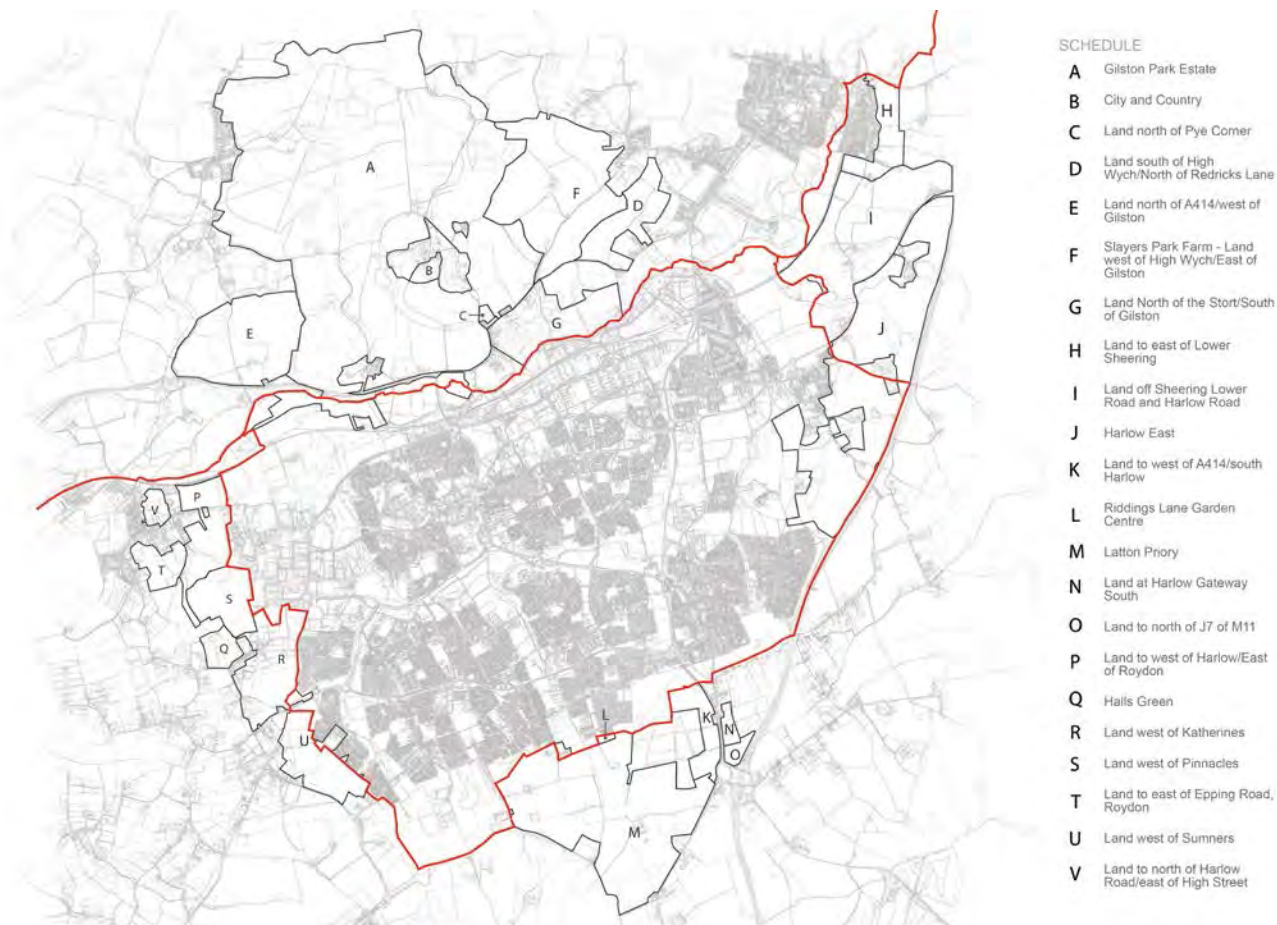 SCHEDULE
A Gilston Park Estate
B City and Country
C Land north of Pye Corner
D Land south of High
Wych/North of Redricks Lane
E Land north of A414/west of
Gilston
F Slayers Park Farm - Land
west of High Wych/East of
Gilston
G Land North of the Stort/South
of Gilston
H Land to east of Lower
Sheering
I Land off Sheering Lower
Road and Harlow Road
J Harlow East
K Land to west of A414/south
Harlow
L Riddings Lane Garden
Centre
M Latton Priory
N Land at Harlow Gateway
South
O Land to north of J7 of M11
P Land to west of Harlow/East
of Roydon
Q Halls Green
R Land west of Katherines
S Land west of Pinnacles
T Land to east of Epping Road,
Roydon
U Land west of Sumners
V Land to north of Harlow
Road/east of High Street
H
A
F
D
I
B
C
G
E
J
P
V
T
S
Q
R
U
L
K
N
O
M